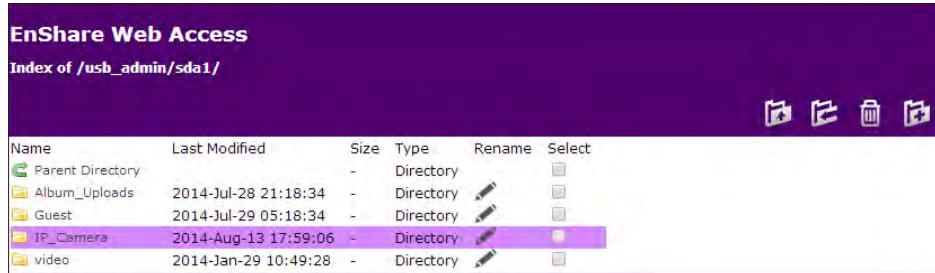 EnShare Web Access
Index of /usb_admin/sda1/
Name Last Modified Size Type Rename Select
Parent Directory - Directory
Album_Uploads 2014-Jul-28 21:18:34 - Directory
Guest 2014-Jul-29 05:18:34 - Directory
IP_Camera 2014-Aug-13 17:59:06 - Directory
video 2014-Jan-29 10:49:28 - Directory